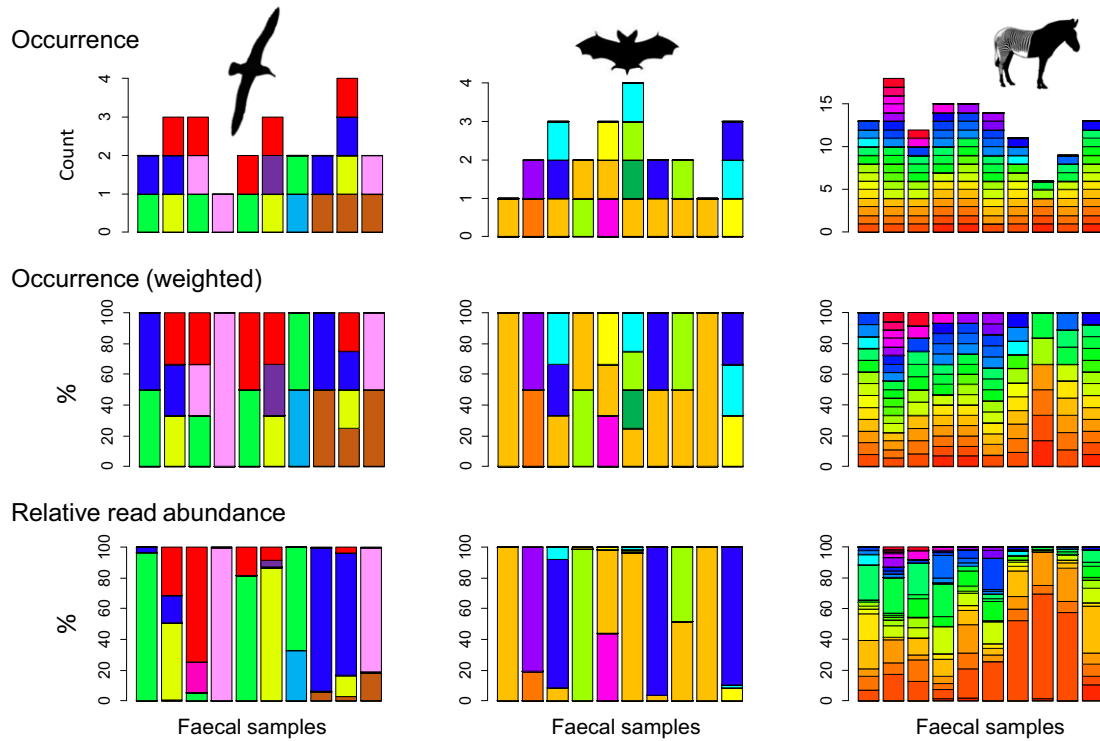 Occurrence
Count
0 1 2 3 4
0 1 2 3 4
0 5 10 15
Occurrence (weighted)
%
0 20 40 60 80 100
0 20 40 60 80 100
0 20 40 60 80 100
Relative read abundance
%
0 20 40 60 80 100
0 20 40 60 80 100
0 20 40 60 80 100
Faecal samples
Faecal samples
Faecal samples